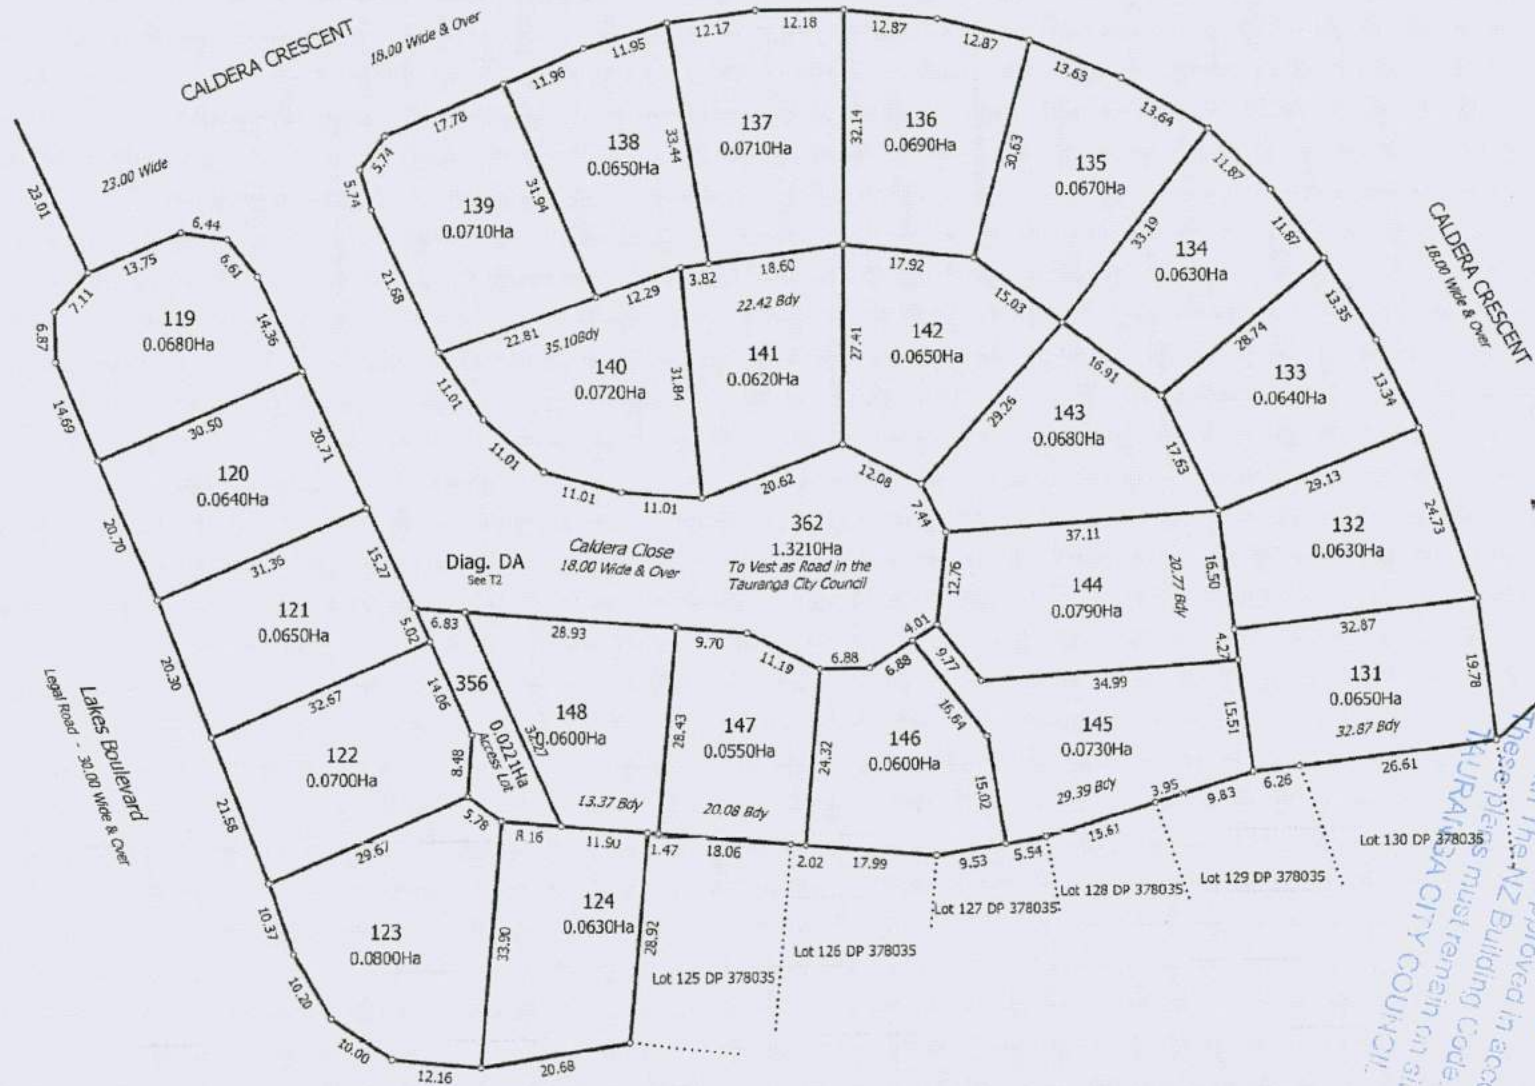 CALDERA CRESCENT
18.00 Wide & Over
23.00 Wide
23.01
13.75
6.44
6.61
7.11
6.87
14.36
14.69
119
0.0680Ha
30.50
20.71
120
0.0640Ha
20.70
31.35
15.27
121
0.0650Ha
20.30
5.02
32.67
14.06
122
0.0700Ha
8.48
21.58
29.67
5.78
Lakes Boulevard
Legal Road - 30.00 Wide & Over
123
0.0800Ha
10.37
10.20
10.00
12.16
33.90
8.16
124
0.0630Ha
11.90
28.92
20.68
1.47
356
0.0221Ha
Access Lot
6.83
Diag. DA
See T2
28.93
148
0.0600Ha
32.27
13.37 Bdy
28.43
9.70
11.19
147
0.0550Ha
20.08 Bdy
18.06
24.32
6.88
6.88
4.01
146
0.0600Ha
16.64
15.02
2.02
17.99
9.53
5.54
15.61
3.95
9.83
6.26
26.61
145
0.0730Ha
29.39 Bdy
9.77
34.99
15.51
144
0.0790Ha
12.76
37.11
20.77 Bdy
16.50
4.27
362
1.3210Ha
To Vest as Road in the
Tauranga City Council
Caldera Close
18.00 Wide & Over
5.74
5.74
17.78
21.68
139
0.0710Ha
31.94
22.81
35.10Bdy
11.96
11.95
138
0.0650Ha
33.44
12.29
3.82
12.17
12.18
137
0.0710Ha
32.14
18.60
22.42 Bdy
12.87
12.87
136
0.0690Ha
30.63
17.92
13.63
13.64
135
0.0670Ha
33.19
15.03
11.87
11.87
134
0.0630Ha
28.74
16.91
13.35
13.34
133
0.0640Ha
29.13
17.63
24.73
132
0.0630Ha
32.87
19.78
131
0.0650Ha
32.87 Bdy
140
0.0720Ha
11.01
11.01
11.01
11.01
31.84
141
0.0620Ha
27.41
20.62
142
0.0650Ha
12.08
29.26
143
0.0680Ha
7.44
CALDERA CRESCENT
18.00 Wide & Over
Lot 125 DP 378035
Lot 126 DP 378035
Lot 127 DP 378035
Lot 128 DP 378035
Lot 129 DP 378035
Lot 130 DP 378035
approved in acc
The NZ Building Code
These plans must remain on s
TAURANGA CITY COUNCIL